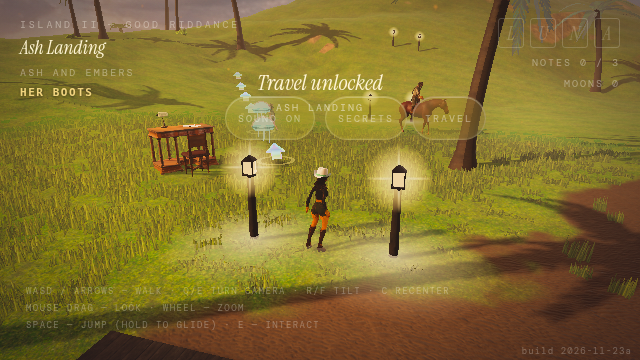 ISLAND II · GOOD RIDDANCE
Ash Landing
ASH AND EMBERS
HER BOOTS
LUNA
NOTES 0 / 3
MOONS 0
Travel unlocked
ASH LANDING
SOUND ON
SECRETS
TRAVEL
WASD / ARROWS — WALK · Q/E TURN CAMERA · R/F TILT · C RECENTER
MOUSE DRAG — LOOK · WHEEL — ZOOM
SPACE — JUMP (HOLD TO GLIDE) · E — INTERACT
build 2026-11-23a